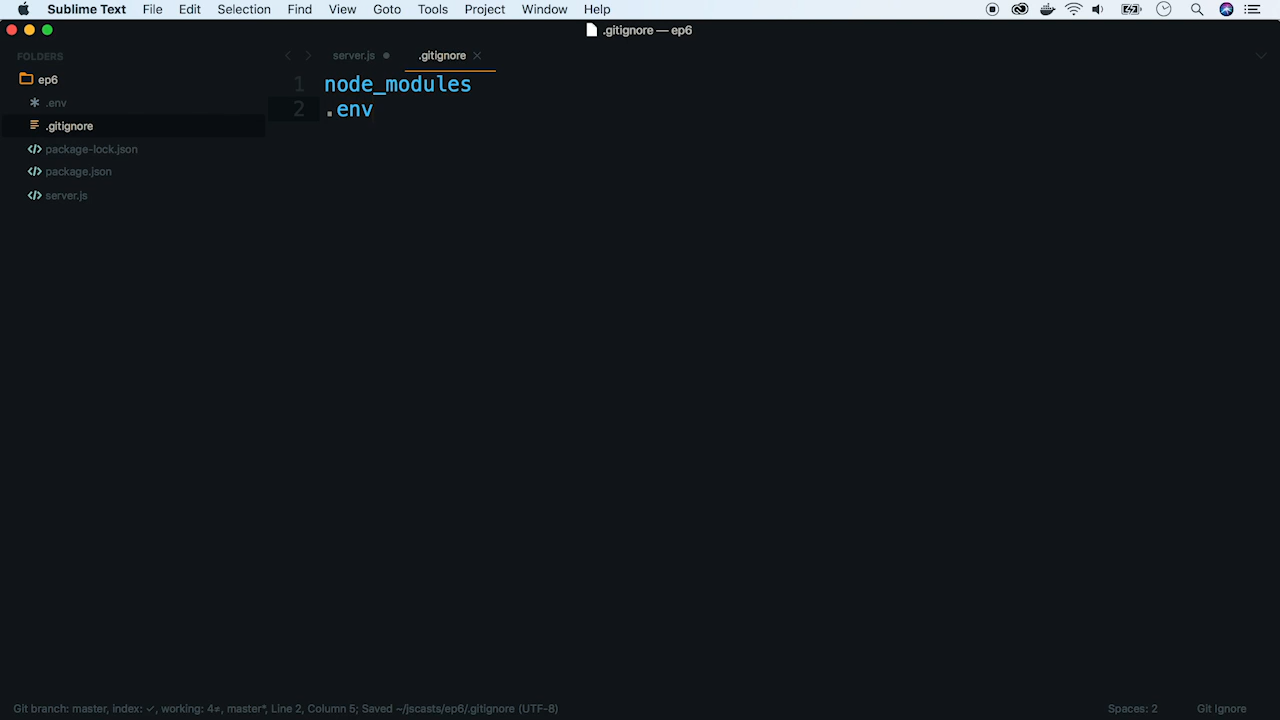 Sublime Text File Edit Selection Find View Goto Tools Project Window Help
.gitignore — ep6
FOLDERS
ep6
.env
.gitignore
package-lock.json
package.json
server.js
server.js .gitignore
1 node_modules
2 .env
Git branch: master, index: ✓, working: 4≠, master*, Line 2, Column 5; Saved ~/jscasts/ep6/.gitignore (UTF-8) Spaces: 2 Git Ignore